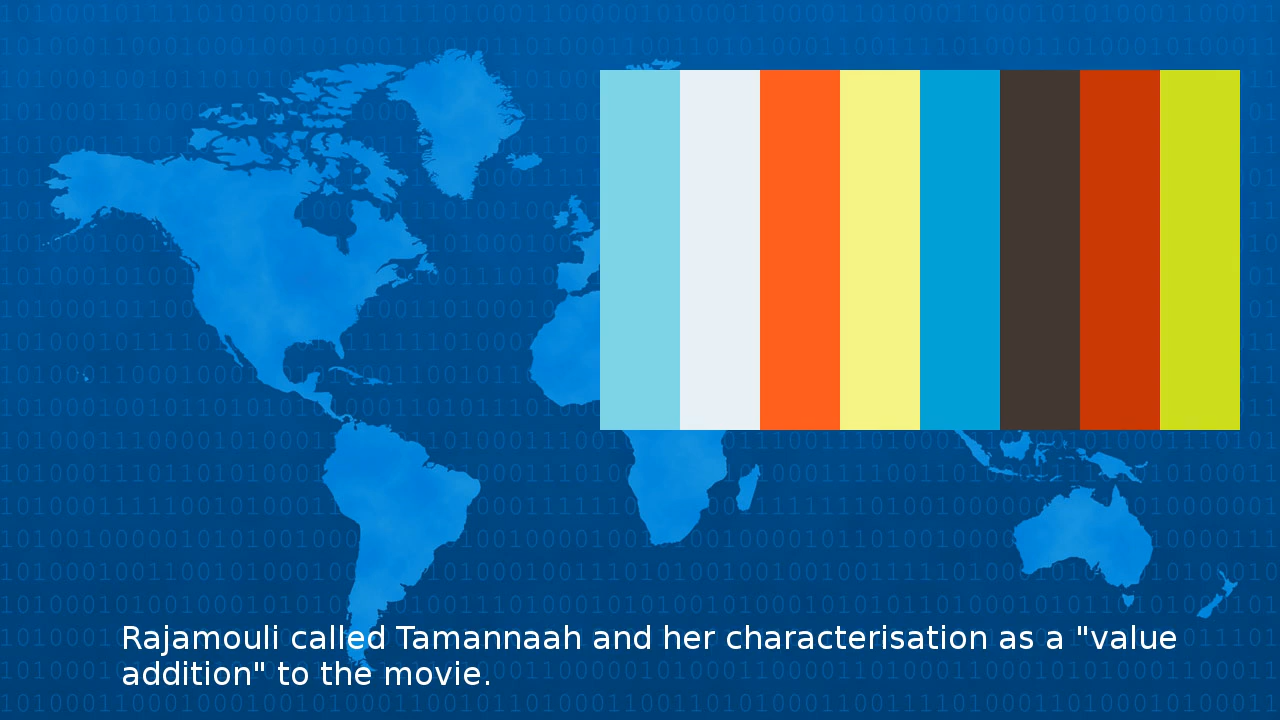 Rajamouli called Tamannaah and her characterisation as a "value
addition" to the movie.